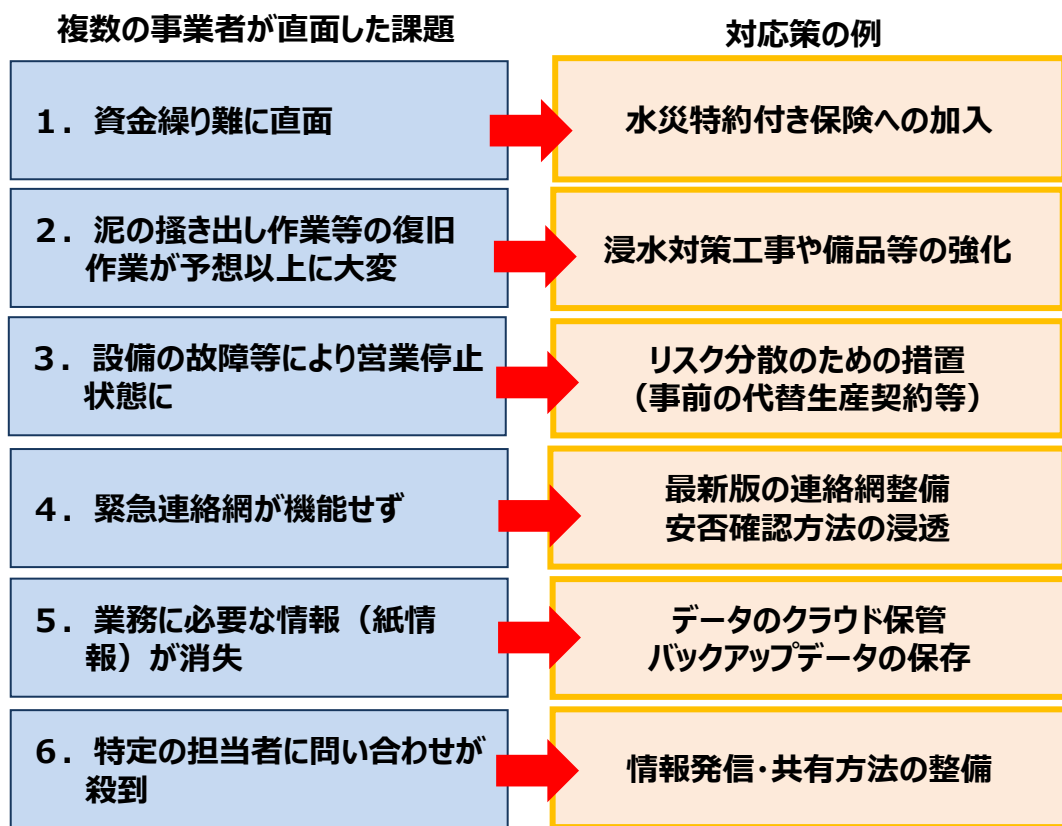 複数の事業者が直面した課題
対応策の例
１．資金繰り難に直面
水災特約付き保険への加入
２．泥の掻き出し作業等の復旧
作業が予想以上に大変
浸水対策工事や備品等の強化
３．設備の故障等により営業停止
状態に
リスク分散のための措置
（事前の代替生産契約等）
４．緊急連絡網が機能せず
最新版の連絡網整備
安否確認方法の浸透
５．業務に必要な情報（紙情
報）が消失
データのクラウド保管
バックアップデータの保存
６．特定の担当者に問い合わせが
殺到
情報発信・共有方法の整備